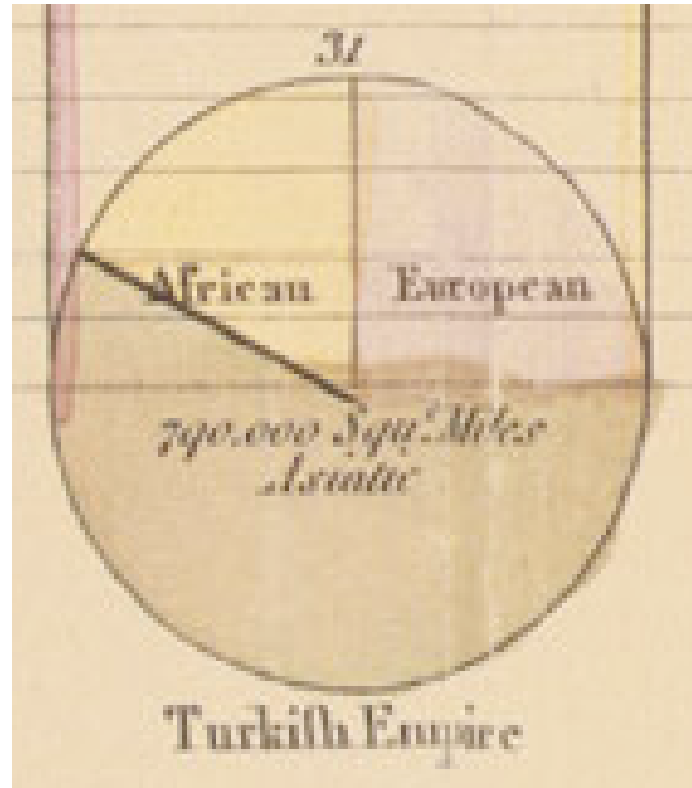 31
African European
790.000 Squ.ᵉ Miles
Asiatic
Turkiſh Empire